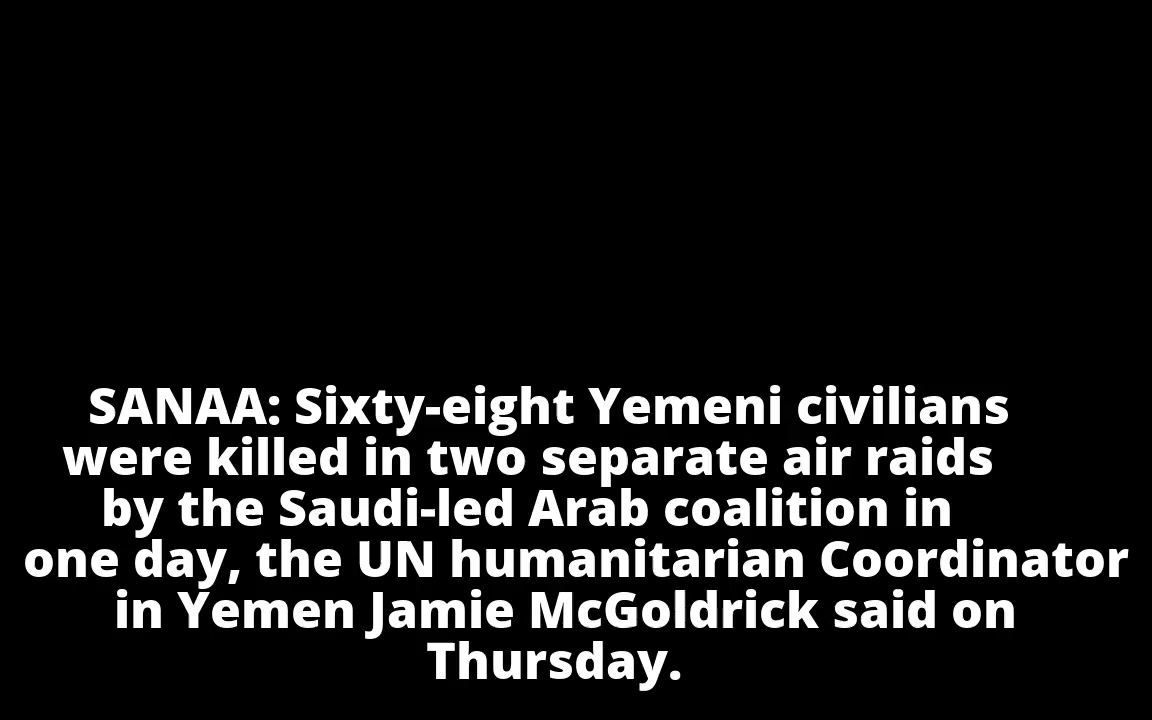 SANAA: Sixty-eight Yemeni civilians
were killed in two separate air raids
by the Saudi-led Arab coalition in
one day, the UN humanitarian Coordinator
in Yemen Jamie McGoldrick said on
Thursday.